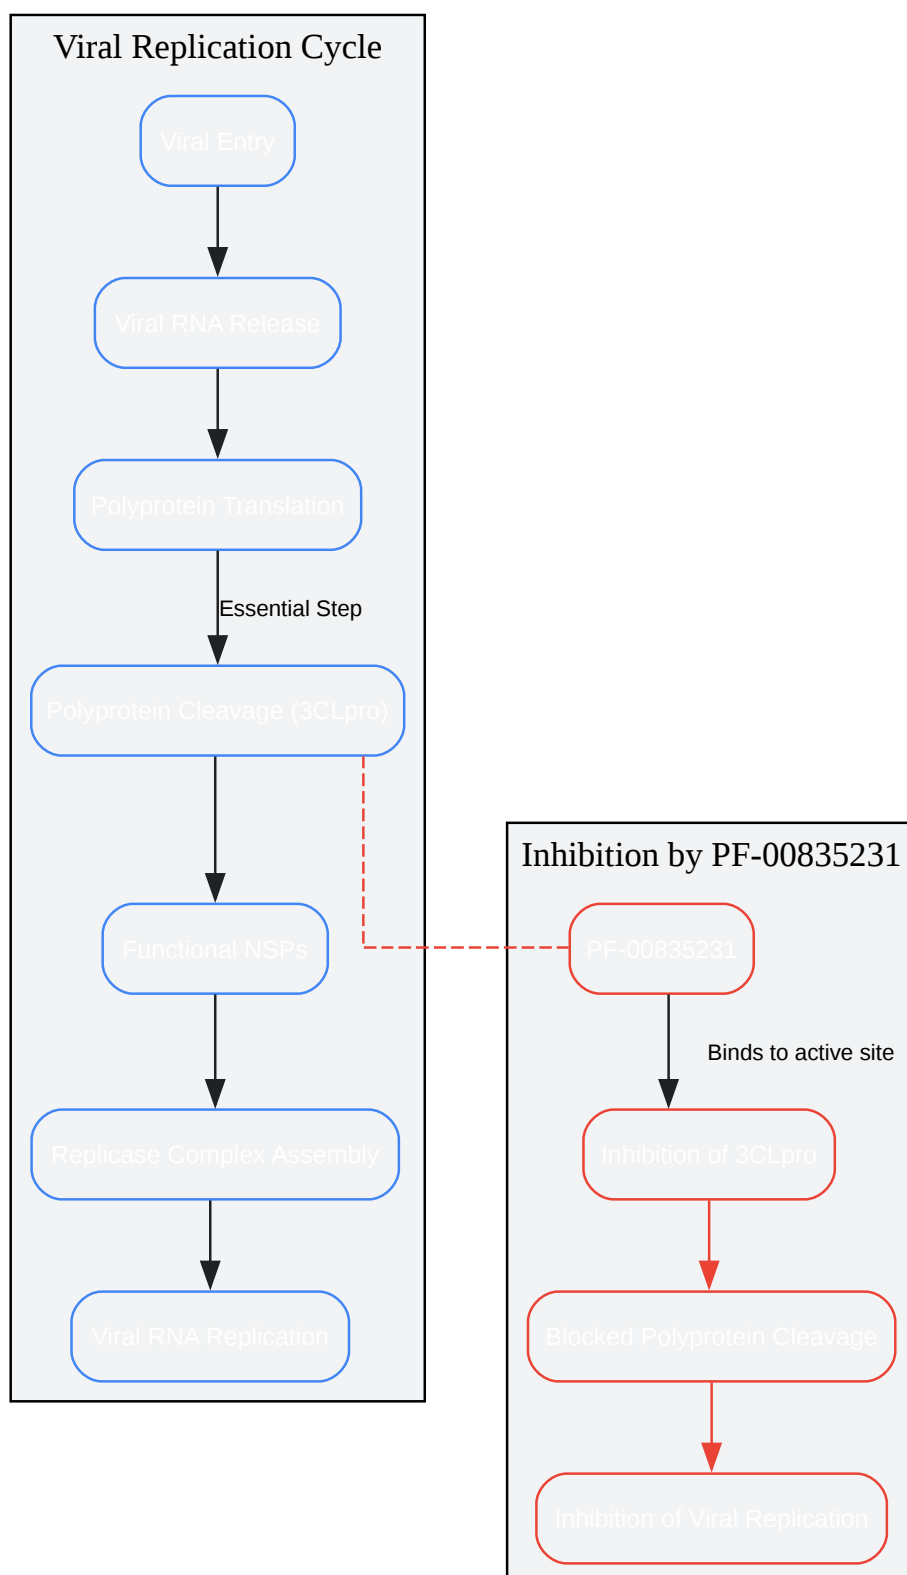 Viral Replication Cycle
Viral Entry
Viral RNA Release
Polyprotein Translation
Essential Step
Polyprotein Cleavage (3CLpro)
Functional NSPs
Replicase Complex Assembly
Viral RNA Replication
Inhibition by PF-00835231
PF-00835231
Binds to active site
Inhibition of 3CLpro
Blocked Polyprotein Cleavage
Inhibition of Viral Replication